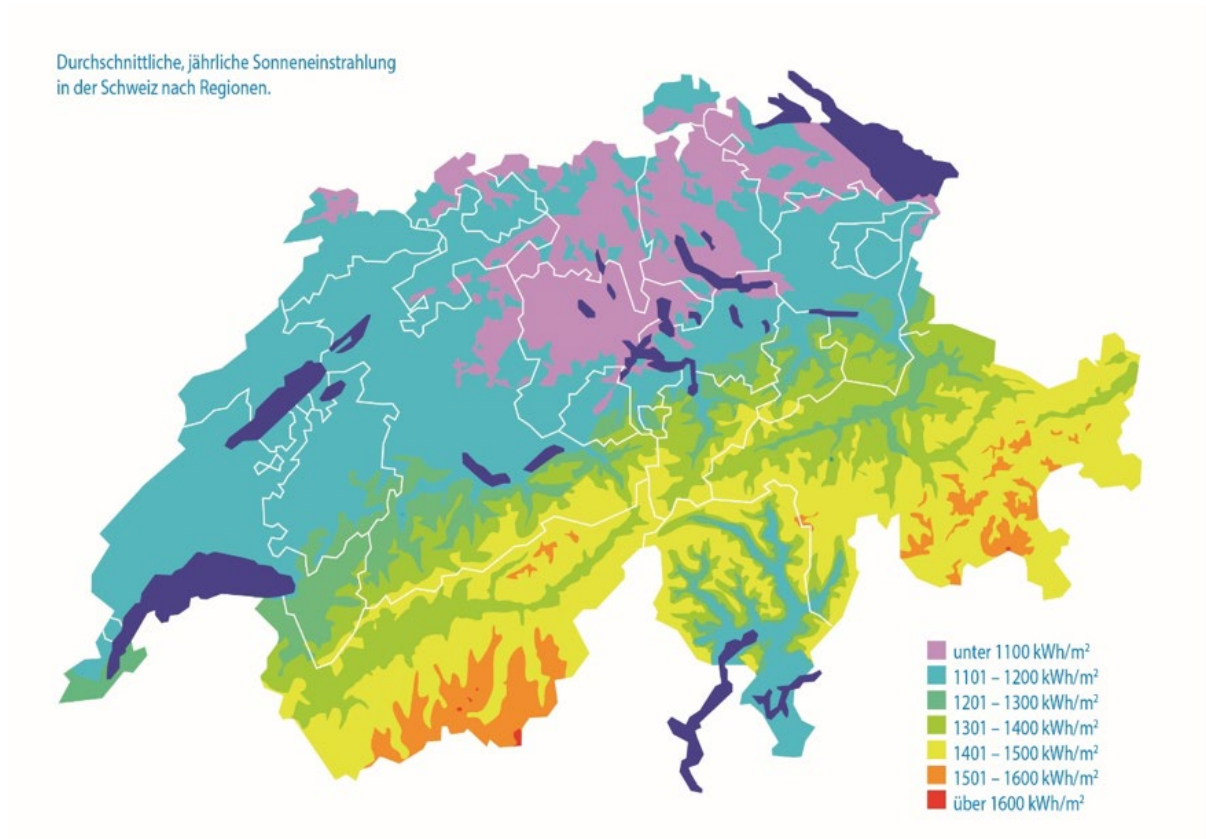 Durchschnittliche, jährliche Sonneneinstrahlung
in der Schweiz nach Regionen.
unter 1100 kWh/m²
1101 – 1200 kWh/m²
1201 – 1300 kWh/m²
1301 – 1400 kWh/m²
1401 – 1500 kWh/m²
1501 – 1600 kWh/m²
über 1600 kWh/m²